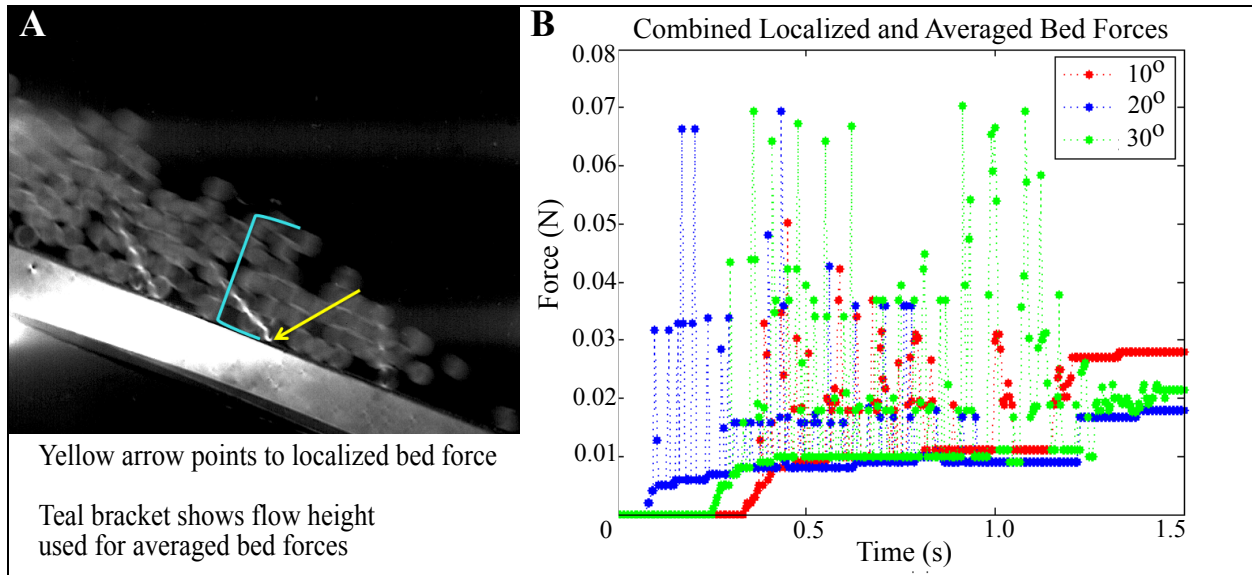 A
Yellow arrow points to localized bed force
Teal bracket shows flow height
used for averaged bed forces
B
Combined Localized and Averaged Bed Forces
10o
20o
30o
0.08
0.07
0.06
0.05
0.04
0.03
0.02
0.01
Force (N)
0
0.5
1.0
1.5
Time (s)